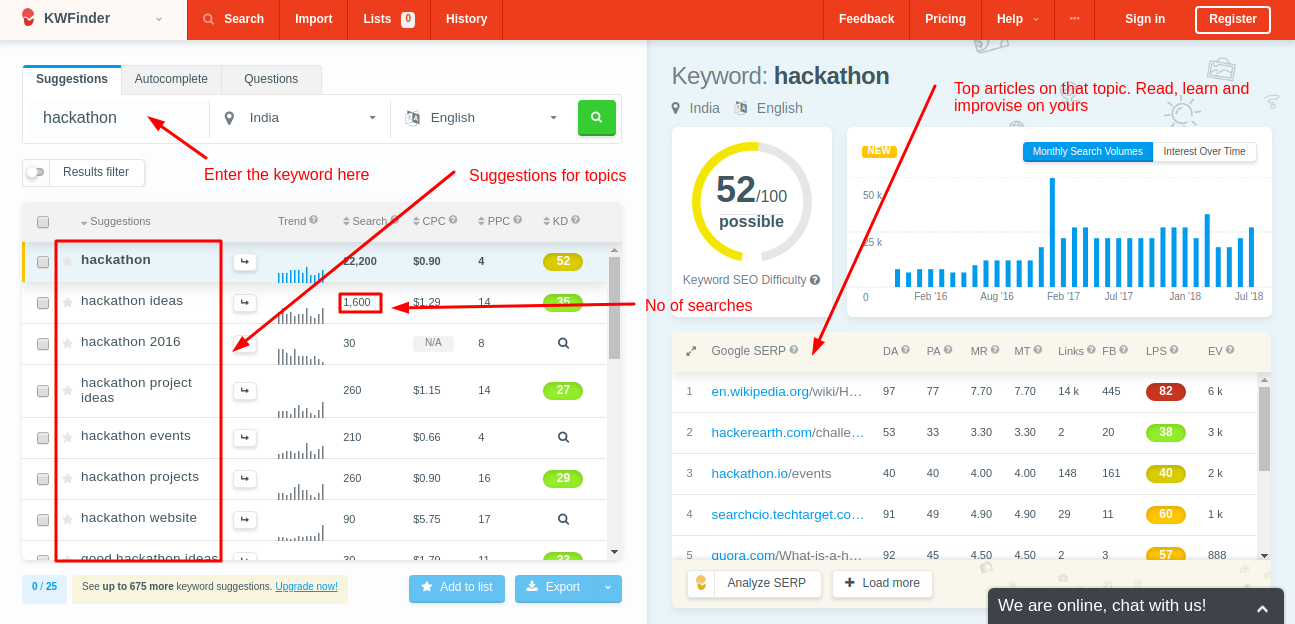 KWFinder
Search
Import
Lists 0
History
Feedback
Pricing
Help
Sign in
Register
Suggestions
Autocomplete
Questions
hackathon
India
English
Enter the keyword here
Results filter
Suggestions for topics
Suggestions Trend ? Search ? CPC ? PPC ? KD ?
hackathon 22,200 $0.90 4 52
hackathon ideas 1,600 $1.29 14 35
hackathon 2016 30 N/A 8
hackathon project
ideas 260 $1.15 14 27
hackathon events 210 $0.66 4
hackathon projects 260 $0.90 16 29
hackathon website 90 $5.75 17
good hackathon ideas 30 $1.79 11 33
No of searches
0 / 25
See up to 675 more keyword suggestions. Upgrade now!
Add to list
Export
Keyword: hackathon
India
English
Top articles on that topic. Read, learn and
improvise on yours
52/100
possible
Keyword SEO Difficulty ?
NEW
Monthly Search Volumes
Interest Over Time
50 k
25 k
0
Feb '16 Aug '16 Feb '17 Jul '17 Jan '18 Jul '18
Google SERP ? DA ? PA ? MR ? MT ? Links ? FB ? LPS ? EV ?
1 en.wikipedia.org/wiki/H… 97 77 7.70 7.70 14 k 445 82 6 k
2 hackerearth.com/challe… 53 33 3.30 3.30 2 20 38 3 k
3 hackathon.io/events 40 40 4.00 4.00 148 161 40 2 k
4 searchcio.techtarget.co… 91 49 4.90 4.90 29 11 60 1 k
5 quora.com/What-is-a-h… 92 45 4.50 4.50 2 3 57 888
Analyze SERP
Load more
We are online, chat with us!